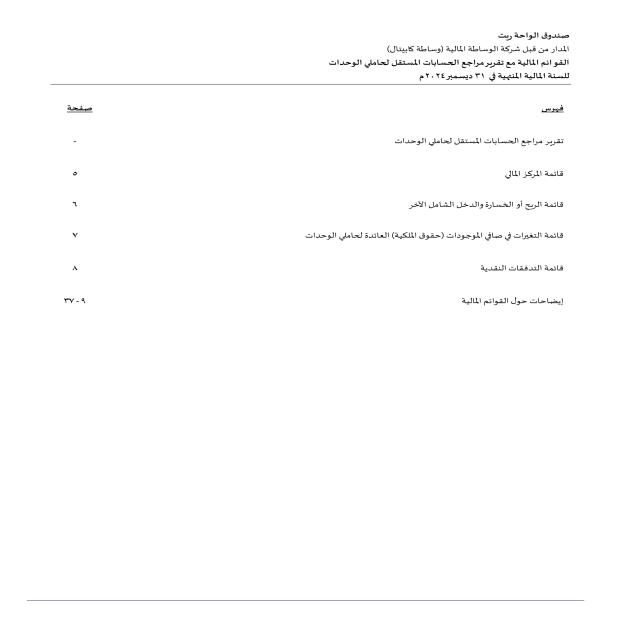 صندوق الواحة ريت
المدار من قبل شركة الوساطة المالية (وساطة كابيتال)
القوائم المالية مع تقرير مراجع الحسابات المستقل لحاملي الوحدات
للسنة المالية المنتهية في ٣١ ديسمبر ٢٠٢٤م
فهرس صفحة
تقرير مراجع الحسابات المستقل لحاملي الوحدات -
قائمة المركز المالي ٥
قائمة الربح أو الخسارة والدخل الشامل الآخر ٦
قائمة التغيرات في صافي الموجودات (حقوق الملكية) العائدة لحاملي الوحدات ٧
قائمة التدفقات النقدية ٨
إيضاحات حول القوائم المالية ٩ - ٣٧